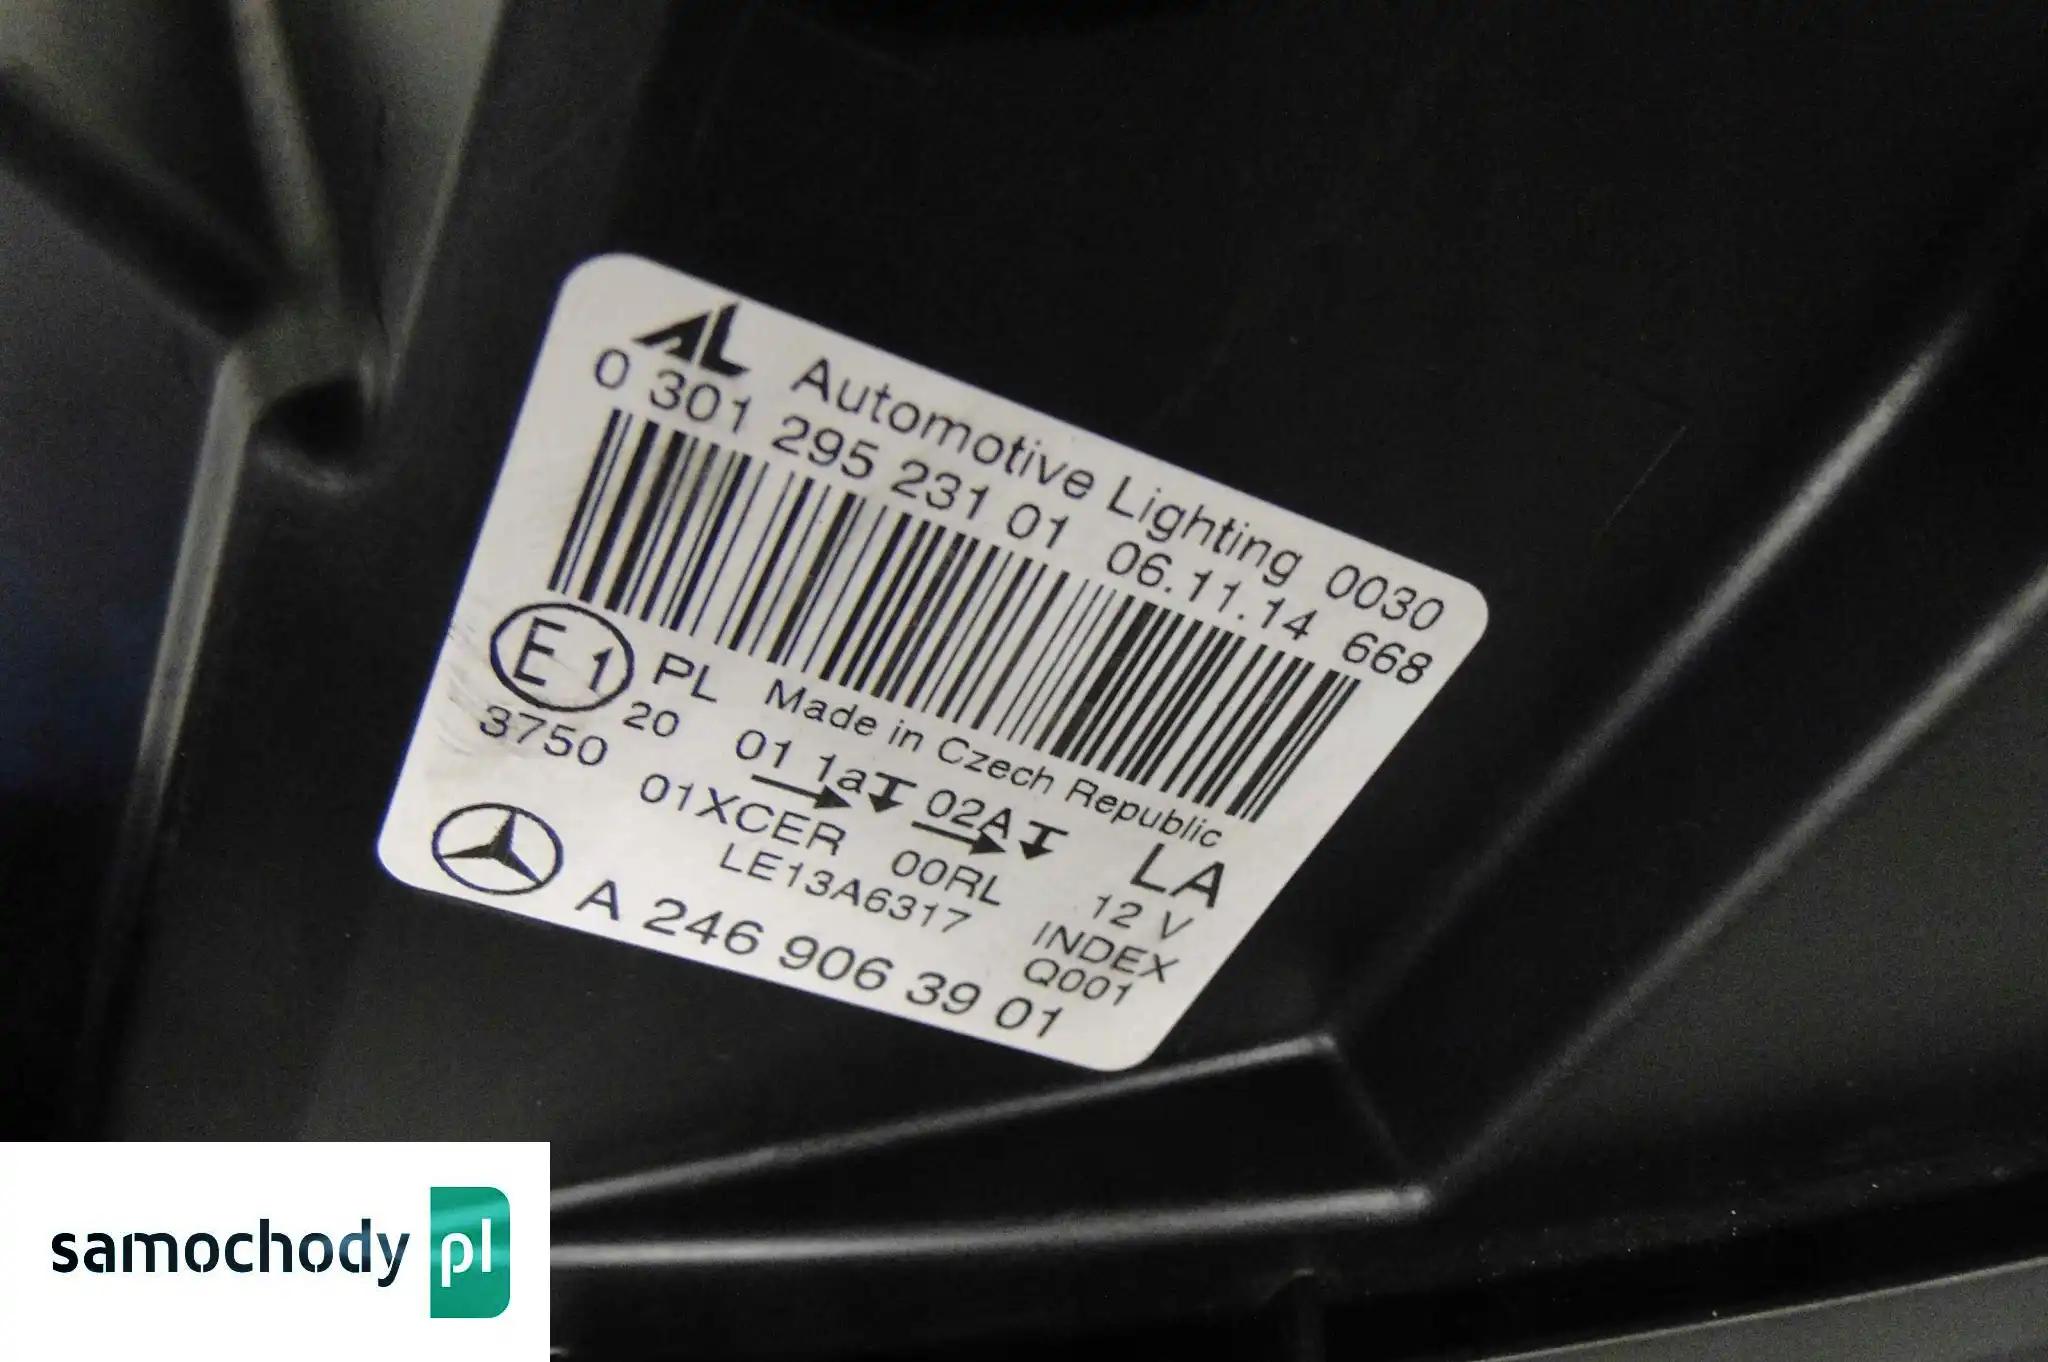 AL Automotive Lighting 0030
0 301 295 231 01 06.11.14 668
E1 PL Made in Czech Republic
3750 20 01 1a 02A LA
01XCER 00RL 12 V
LE13A6317 INDEX
Q001
A 246 906 39 01
samochody pl